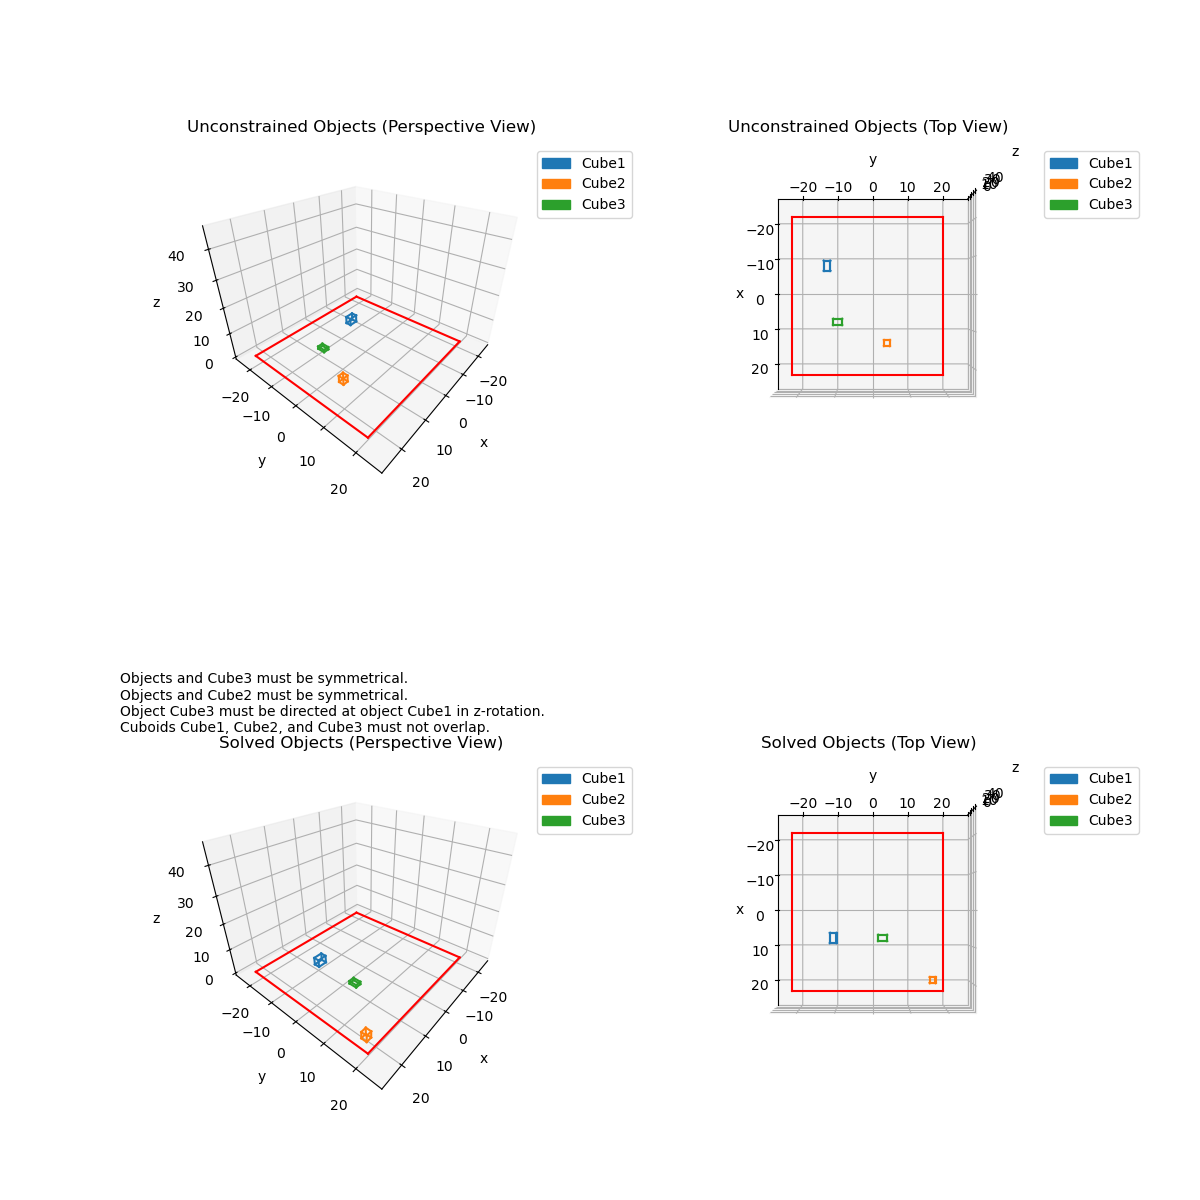 Unconstrained Objects (Perspective View)
Unconstrained Objects (Top View)
Cube1
Cube2
Cube3
40
30
20
10
0
z
−20
−10
0
10
20
y
−20
−10
0
10
20
x
y
z
−20 −10 0 10 20
−20
−10
0
10
20
x
Cube1
Cube2
Cube3
Objects and Cube3 must be symmetrical.
Objects and Cube2 must be symmetrical.
Object Cube3 must be directed at object Cube1 in z-rotation.
Cuboids Cube1, Cube2, and Cube3 must not overlap.
Solved Objects (Perspective View)
Solved Objects (Top View)
Cube1
Cube2
Cube3
40
30
20
10
0
z
−20
−10
0
10
20
y
−20
−10
0
10
20
x
y
z
−20 −10 0 10 20
−20
−10
0
10
20
x
Cube1
Cube2
Cube3